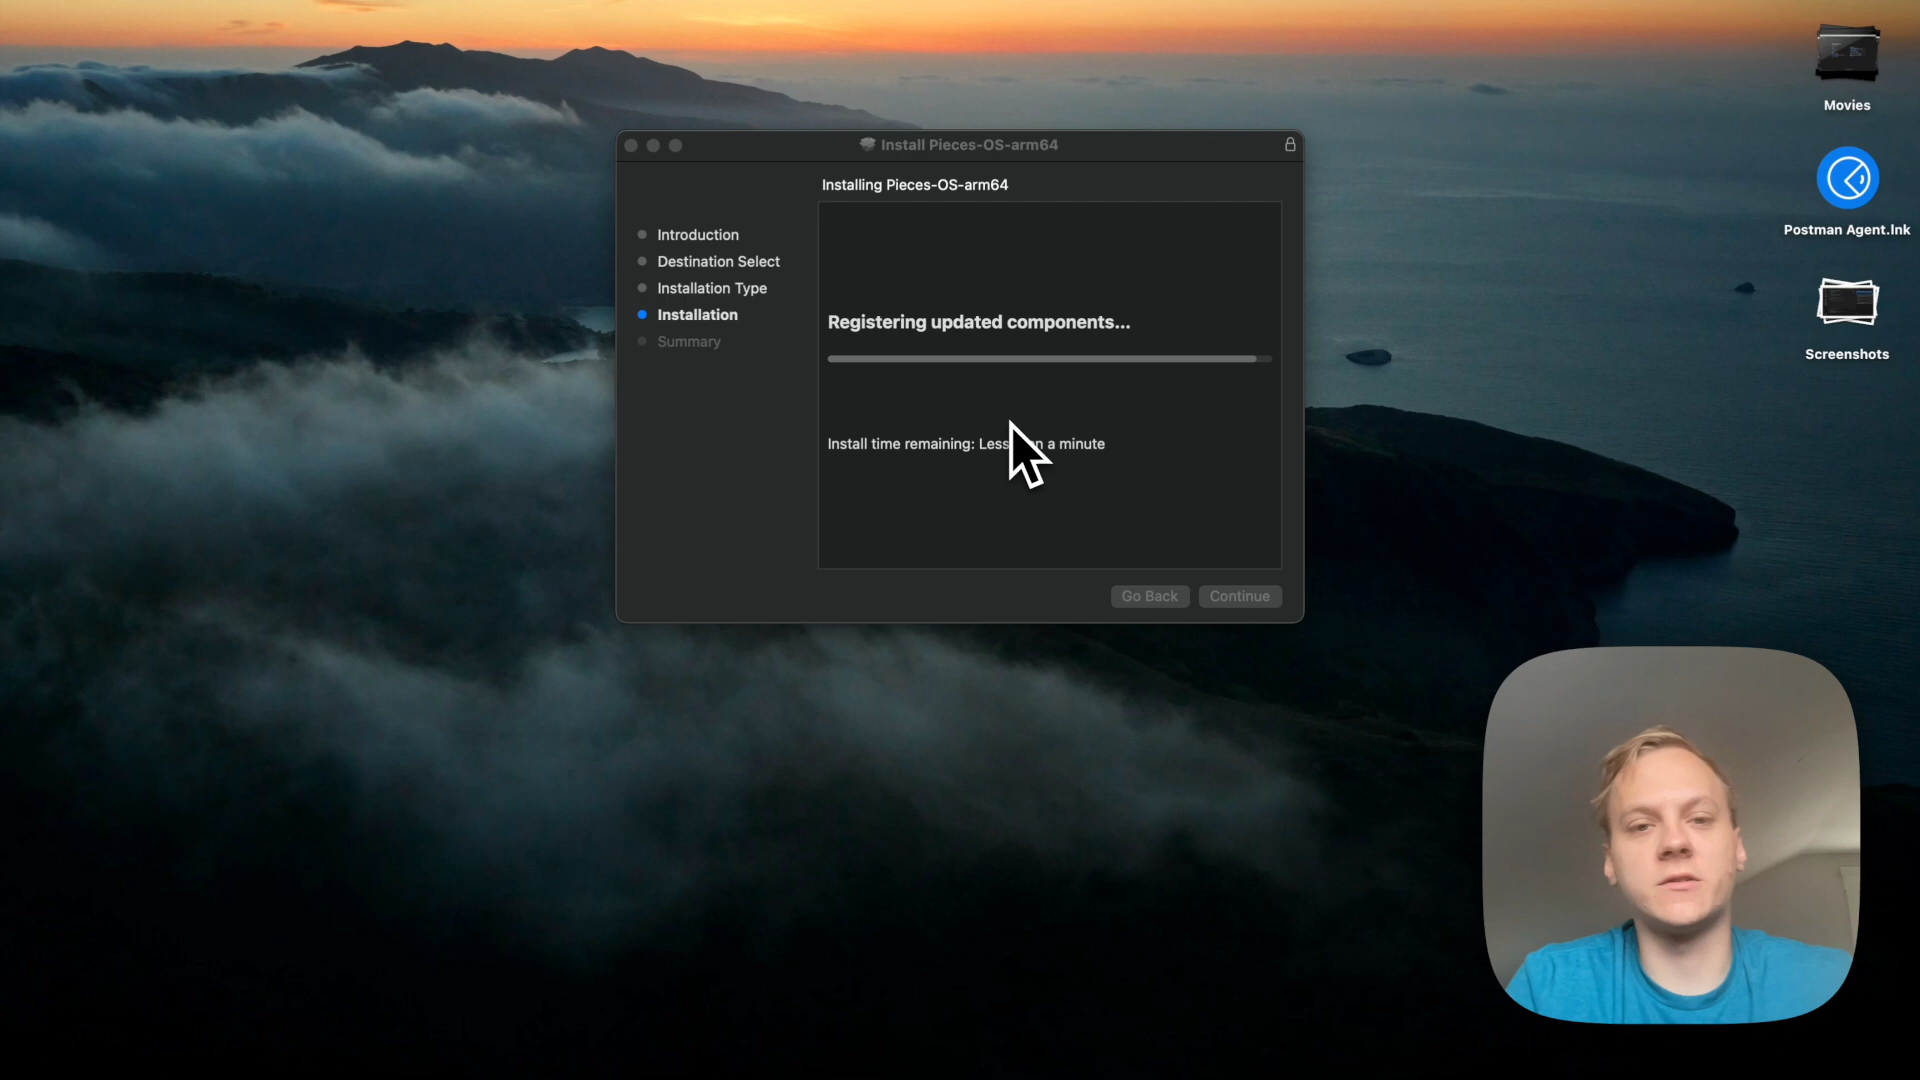 Install Pieces-OS-arm64
Installing Pieces-OS-arm64
Introduction
Destination Select
Installation Type
Installation
Summary
Registering updated components...
Install time remaining: Less n a minute
Go Back
Continue
Movies
Postman Agent.lnk
Screenshots